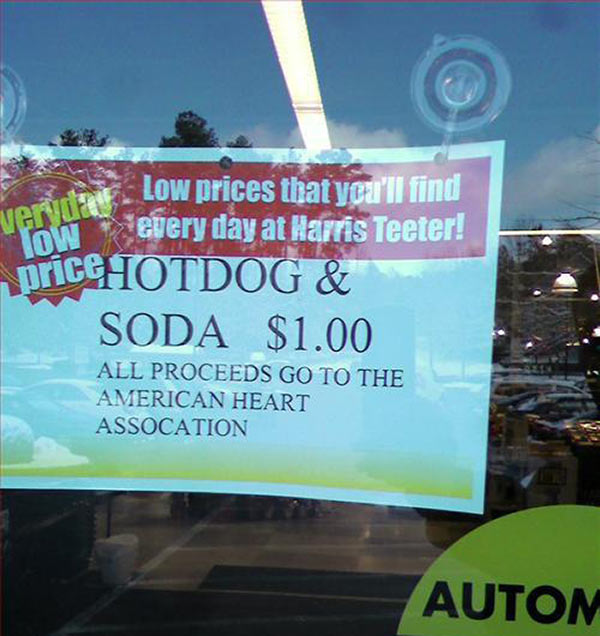 everyday
low
price
Low prices that you'll find
every day at Harris Teeter!
HOTDOG &
SODA $1.00
ALL PROCEEDS GO TO THE
AMERICAN HEART
ASSOCATION
AUTOM